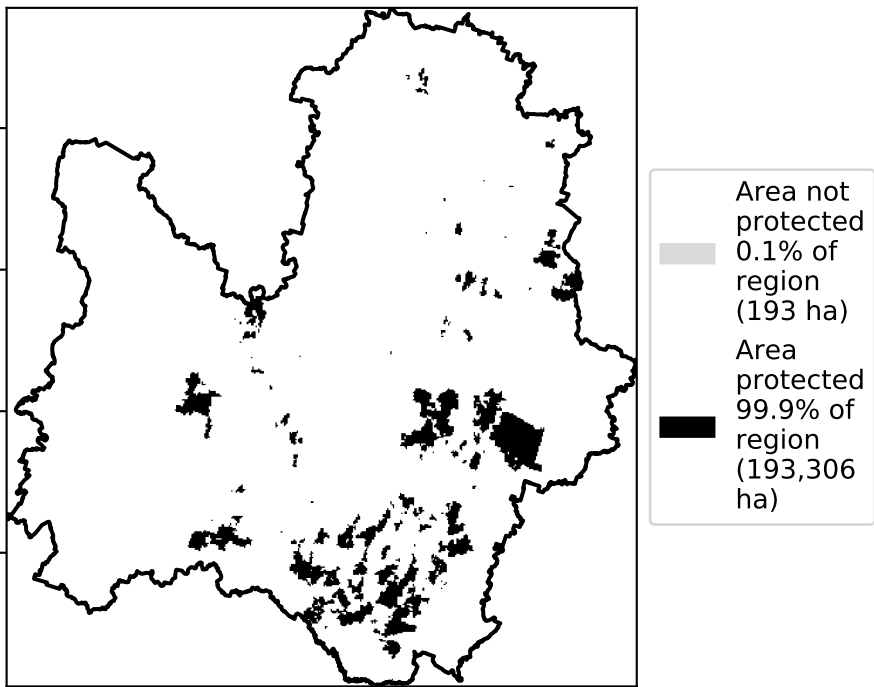 Area not
protected
0.1% of
region
(193 ha)
Area
protected
99.9% of
region
(193,306
ha)